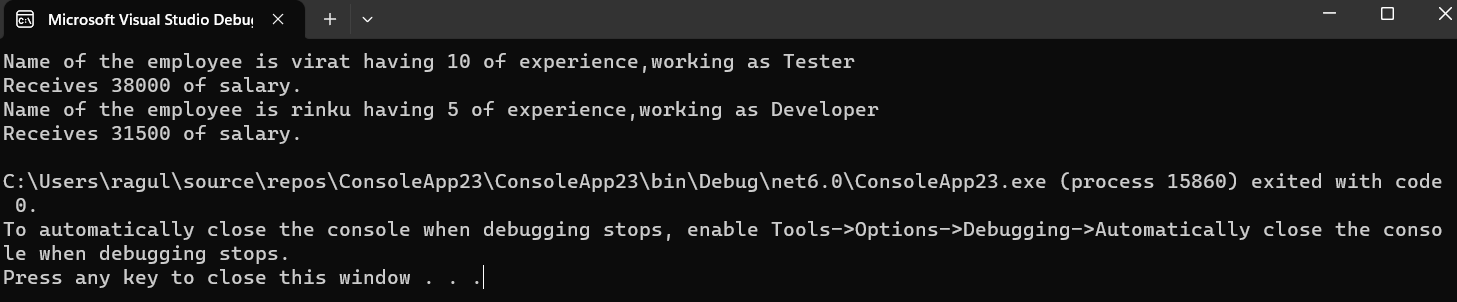 Microsoft Visual Studio Debu
Name of the employee is virat having 10 of experience,working as Tester
Receives 38000 of salary.
Name of the employee is rinku having 5 of experience,working as Developer
Receives 31500 of salary.
C:\Users\ragul\source\repos\ConsoleApp23\ConsoleApp23\bin\Debug\net6.0\ConsoleApp23.exe (process 15860) exited with code
 0.
To automatically close the console when debugging stops, enable Tools->Options->Debugging->Automatically close the conso
le when debugging stops.
Press any key to close this window . . .